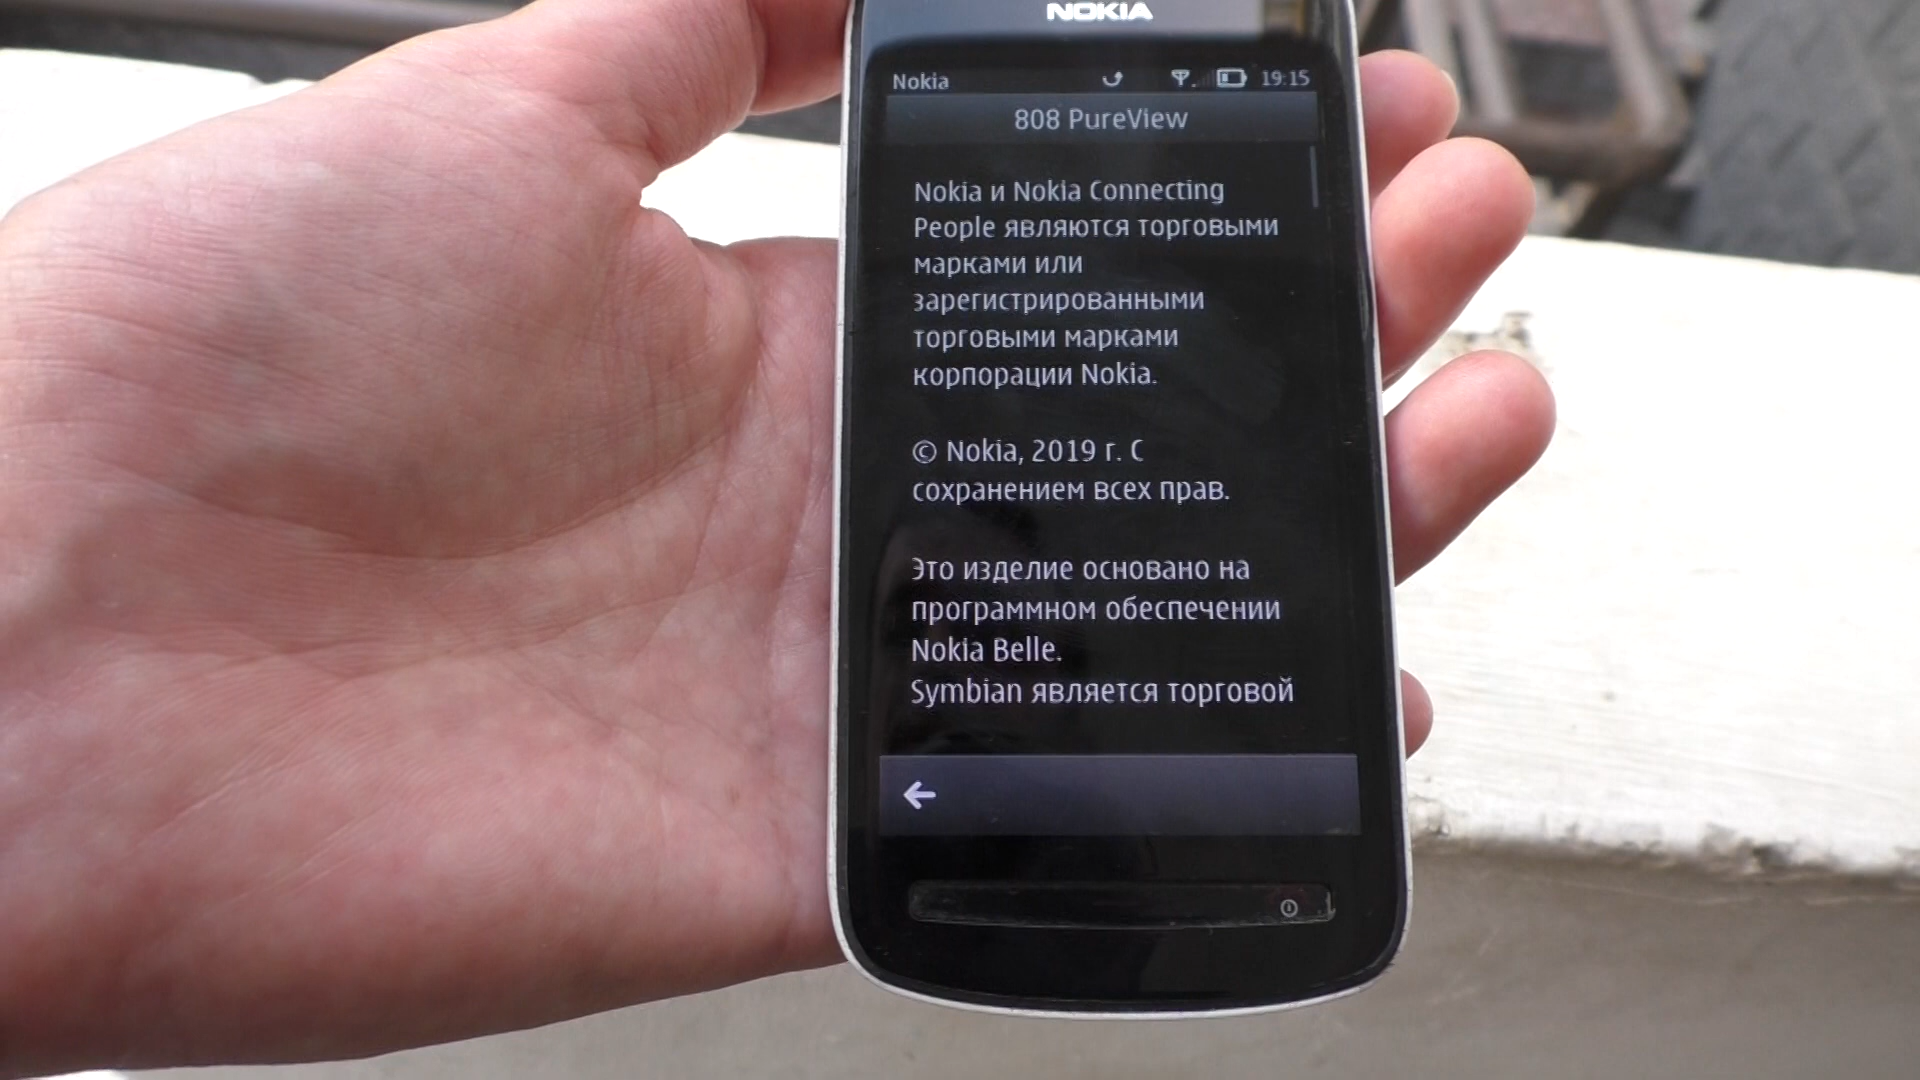 NOKIA
Nokia 19:15
808 PureView
Nokia и Nokia Connecting
People являются торговыми
марками или
зарегистрированными
торговыми марками
корпорации Nokia.
© Nokia, 2019 г. С
сохранением всех прав.
Это изделие основано на
программном обеспечении
Nokia Belle.
Symbian является торговой